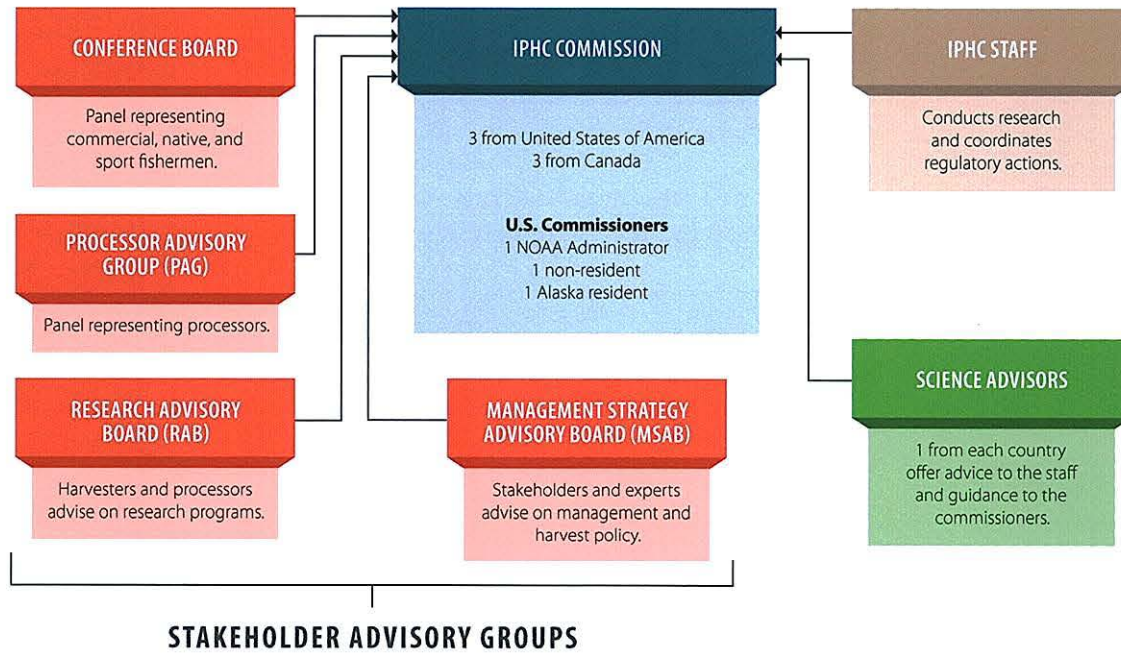 CONFERENCE BOARD
Panel representing
commercial, native, and
sport fishermen.
PROCESSOR ADVISORY
GROUP (PAG)
Panel representing processors.
RESEARCH ADVISORY
BOARD (RAB)
Harvesters and processors
advise on research programs.
IPHC COMMISSION
3 from United States of America
3 from Canada
U.S. Commissioners
1 NOAA Administrator
1 non-resident
1 Alaska resident
MANAGEMENT STRATEGY
ADVISORY BOARD (MSAB)
Stakeholders and experts
advise on management and
harvest policy.
IPHC STAFF
Conducts research
and coordinates
regulatory actions.
SCIENCE ADVISORS
1 from each country
offer advice to the staff
and guidance to the
commissioners.
STAKEHOLDER ADVISORY GROUPS